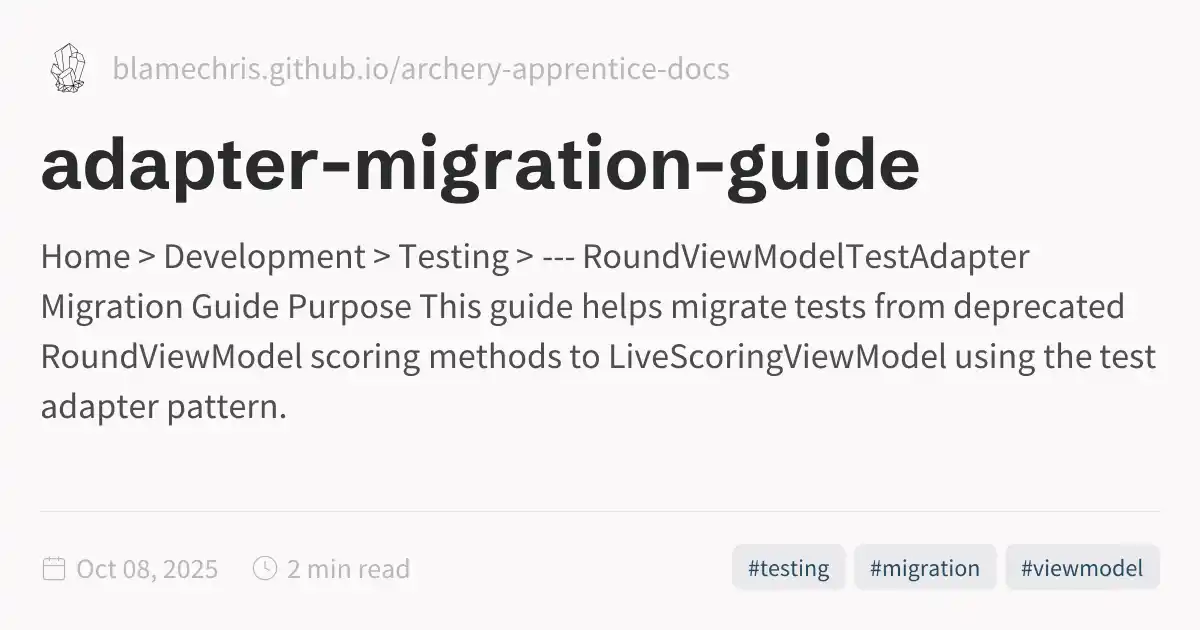 blamechris.github.io/archery-apprentice-docs
adapter-migration-guide
Home > Development > Testing > --- RoundViewModelTestAdapter
Migration Guide Purpose This guide helps migrate tests from deprecated
RoundViewModel scoring methods to LiveScoringViewModel using the test
adapter pattern.
Oct 08, 2025 2 min read #testing #migration #viewmodel